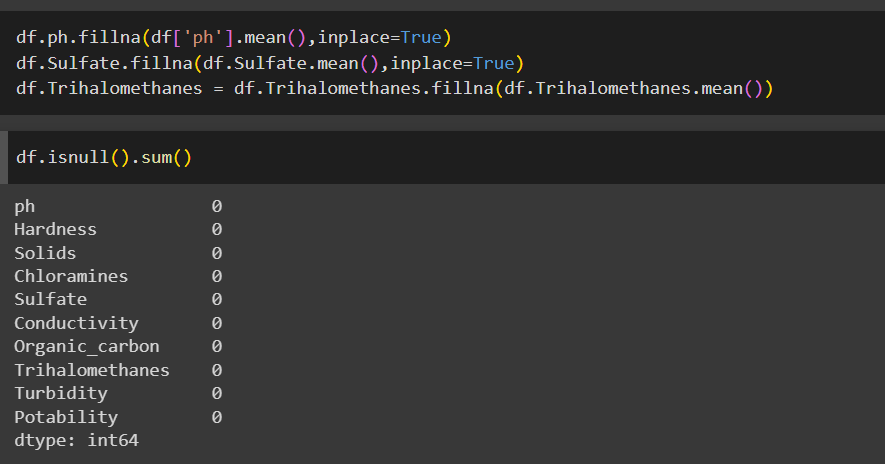 df.ph.fillna(df['ph'].mean(),inplace=True)
df.Sulfate.fillna(df.Sulfate.mean(),inplace=True)
df.Trihalomethanes = df.Trihalomethanes.fillna(df.Trihalomethanes.mean())
df.isnull().sum()
ph 0
Hardness 0
Solids 0
Chloramines 0
Sulfate 0
Conductivity 0
Organic_carbon 0
Trihalomethanes 0
Turbidity 0
Potability 0
dtype: int64